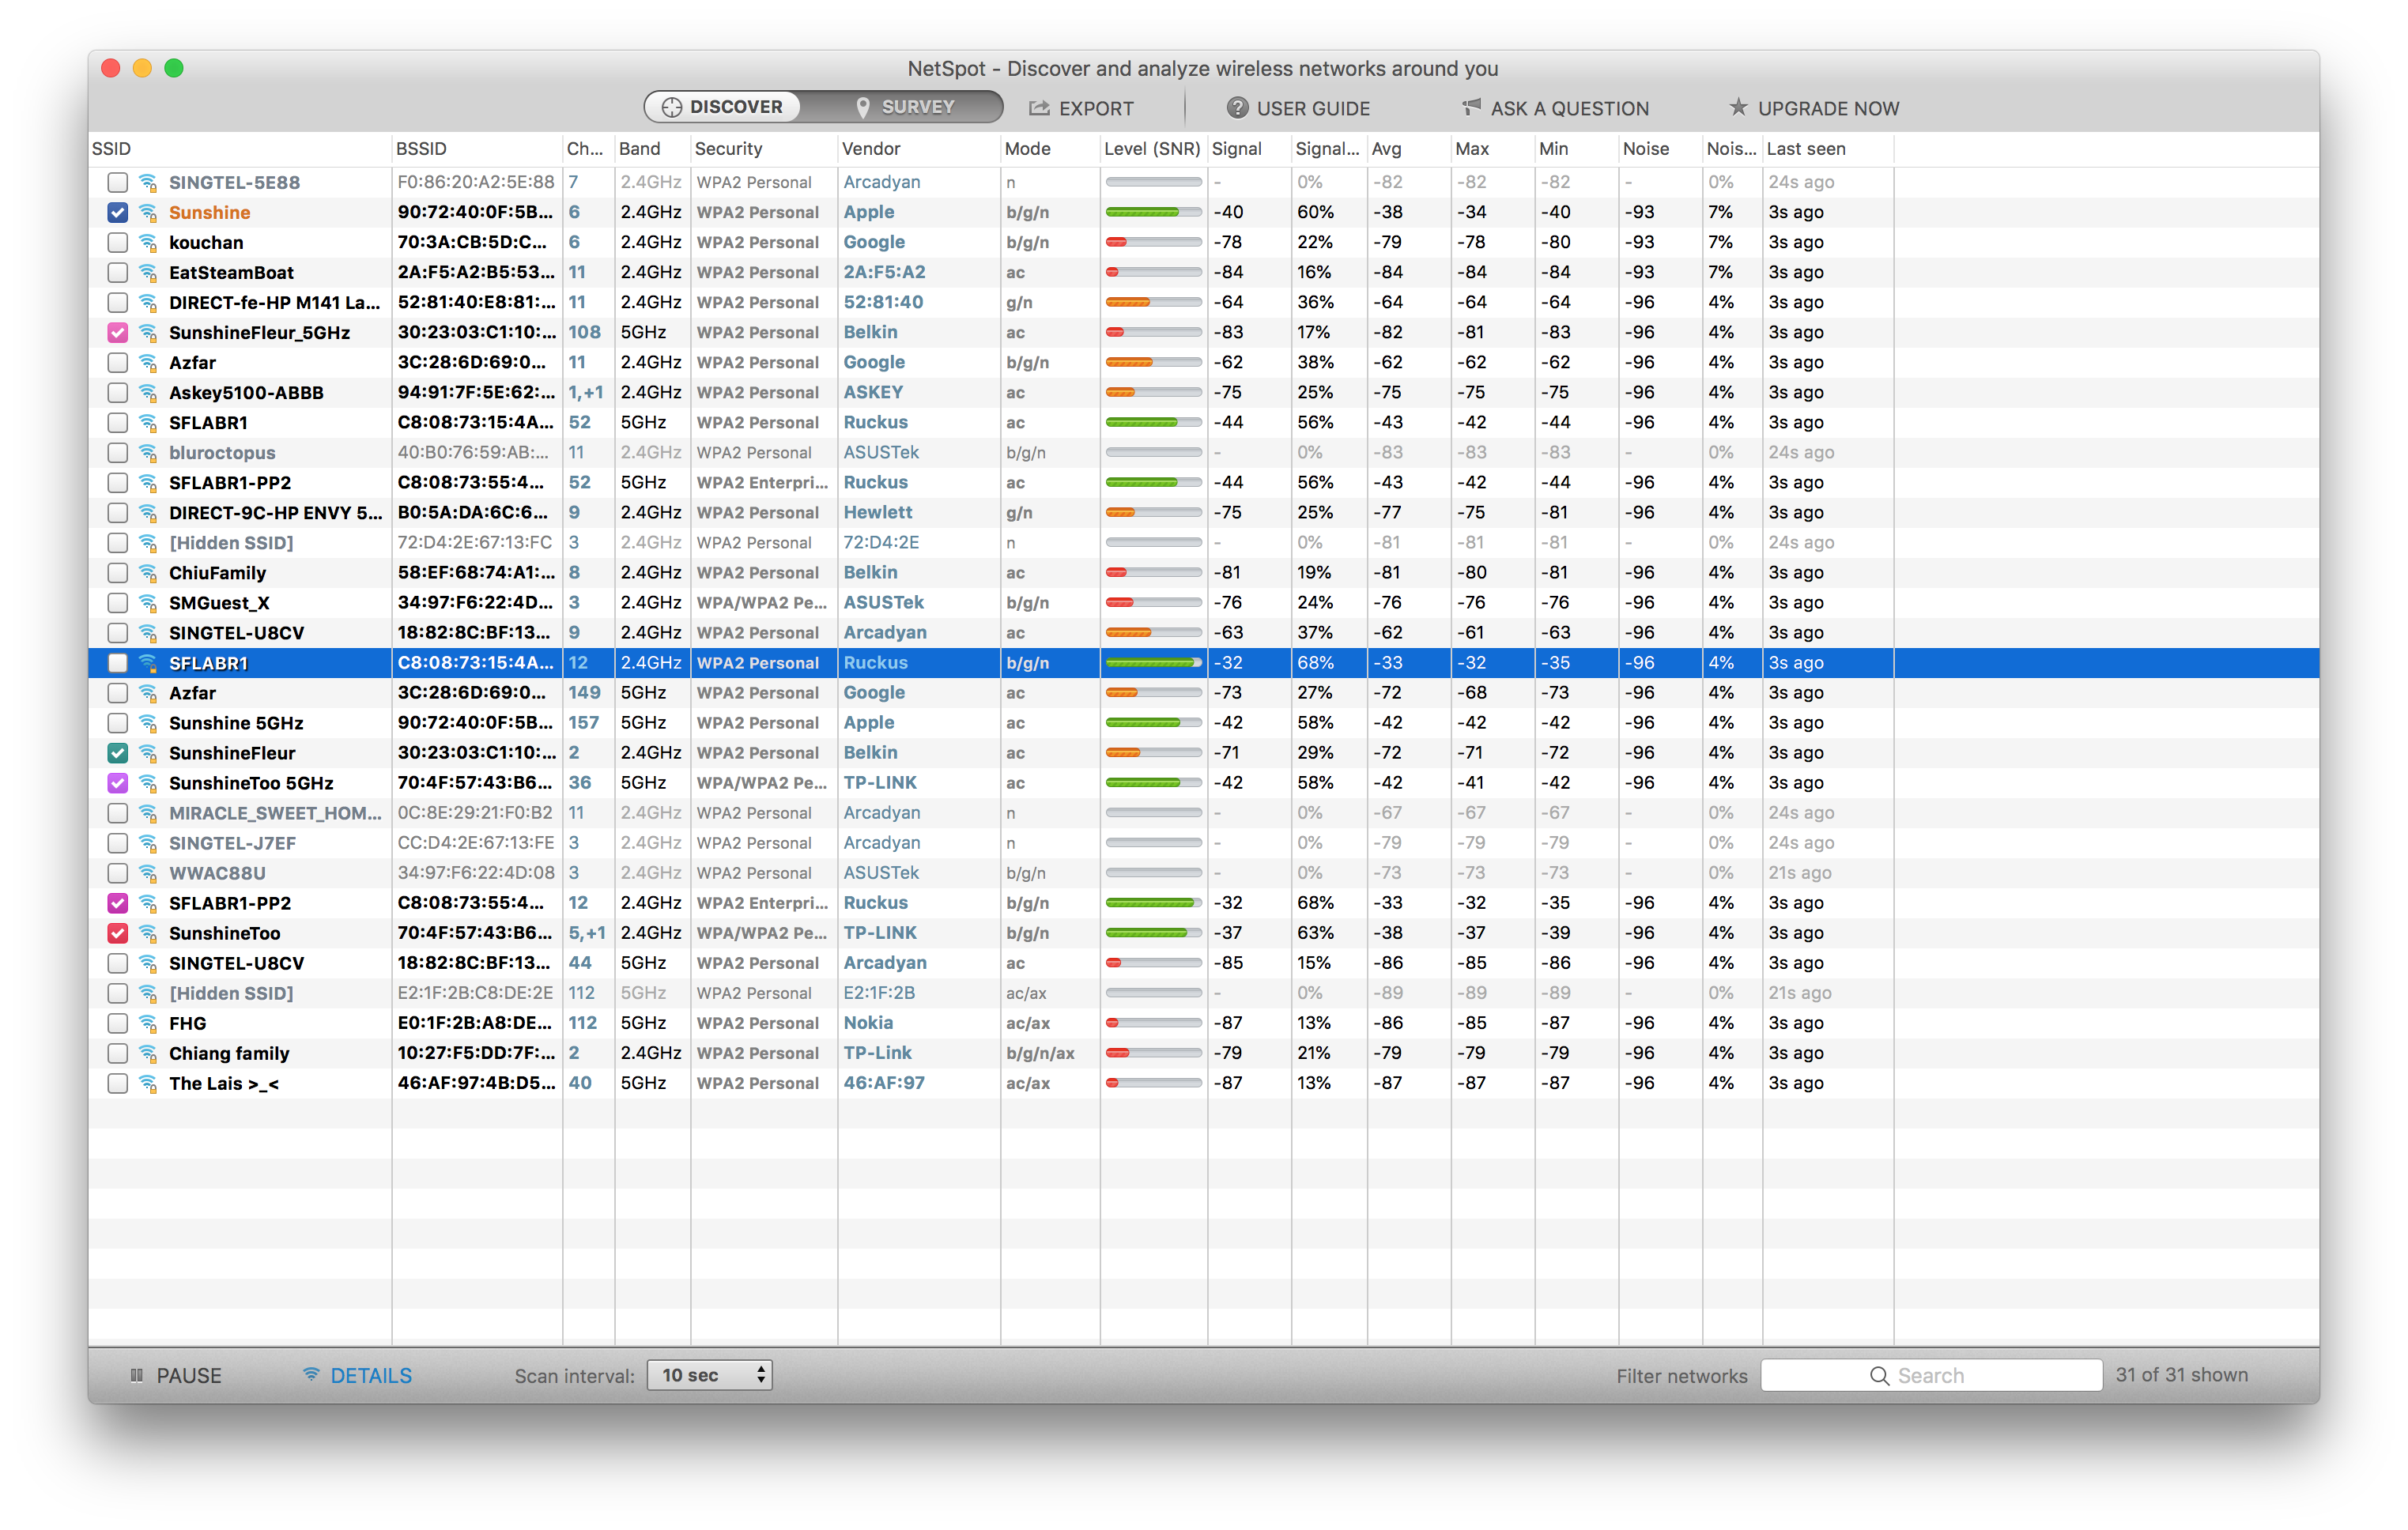 NetSpot - Discover and analyze wireless networks around you
DISCOVER SURVEY EXPORT USER GUIDE ASK A QUESTION UPGRADE NOW
SSID BSSID Ch... Band Security Vendor Mode Level (SNR) Signal Signal... Avg Max Min Noise Nois... Last seen
SINGTEL-5E88 F0:86:20:A2:5E:88 7 2.4GHz WPA2 Personal Arcadyan n - 0% -82 -82 -82 - 0% 24s ago
Sunshine 90:72:40:0F:5B... 6 2.4GHz WPA2 Personal Apple b/g/n -40 60% -38 -34 -40 -93 7% 3s ago
kouchan 70:3A:CB:5D:C... 6 2.4GHz WPA2 Personal Google b/g/n -78 22% -79 -78 -80 -93 7% 3s ago
EatSteamBoat 2A:F5:A2:B5:53... 11 2.4GHz WPA2 Personal 2A:F5:A2 ac -84 16% -84 -84 -84 -93 7% 3s ago
DIRECT-fe-HP M141 La... 52:81:40:E8:81:... 11 2.4GHz WPA2 Personal 52:81:40 g/n -64 36% -64 -64 -64 -96 4% 3s ago
SunshineFleur_5GHz 30:23:03:C1:10:... 108 5GHz WPA2 Personal Belkin ac -83 17% -82 -81 -83 -96 4% 3s ago
Azfar 3C:28:6D:69:0... 11 2.4GHz WPA2 Personal Google b/g/n -62 38% -62 -62 -62 -96 4% 3s ago
Askey5100-ABBB 94:91:7F:5E:62:... 1,+1 2.4GHz WPA2 Personal ASKEY ac -75 25% -75 -75 -75 -96 4% 3s ago
SFLABR1 C8:08:73:15:4A... 52 5GHz WPA2 Personal Ruckus ac -44 56% -43 -42 -44 -96 4% 3s ago
bluroctopus 40:B0:76:59:AB:... 11 2.4GHz WPA2 Personal ASUSTek b/g/n - 0% -83 -83 -83 - 0% 24s ago
SFLABR1-PP2 C8:08:73:55:4... 52 5GHz WPA2 Enterpri... Ruckus ac -44 56% -43 -42 -44 -96 4% 3s ago
DIRECT-9C-HP ENVY 5... B0:5A:DA:6C:6... 9 2.4GHz WPA2 Personal Hewlett g/n -75 25% -77 -75 -81 -96 4% 3s ago
[Hidden SSID] 72:D4:2E:67:13:FC 3 2.4GHz WPA2 Personal 72:D4:2E n - 0% -81 -81 -81 - 0% 24s ago
ChiuFamily 58:EF:68:74:A1:... 8 2.4GHz WPA2 Personal Belkin ac -81 19% -81 -80 -81 -96 4% 3s ago
SMGuest_X 34:97:F6:22:4D... 3 2.4GHz WPA/WPA2 Pe... ASUSTek b/g/n -76 24% -76 -76 -76 -96 4% 3s ago
SINGTEL-U8CV 18:82:8C:BF:13... 9 2.4GHz WPA2 Personal Arcadyan ac -63 37% -62 -61 -63 -96 4% 3s ago
SFLABR1 C8:08:73:15:4A... 12 2.4GHz WPA2 Personal Ruckus b/g/n -32 68% -33 -32 -35 -96 4% 3s ago
Azfar 3C:28:6D:69:0... 149 5GHz WPA2 Personal Google ac -73 27% -72 -68 -73 -96 4% 3s ago
Sunshine 5GHz 90:72:40:0F:5B... 157 5GHz WPA2 Personal Apple ac -42 58% -42 -42 -42 -96 4% 3s ago
SunshineFleur 30:23:03:C1:10:... 2 2.4GHz WPA2 Personal Belkin ac -71 29% -72 -71 -72 -96 4% 3s ago
SunshineToo 5GHz 70:4F:57:43:B6... 36 5GHz WPA/WPA2 Pe... TP-LINK ac -42 58% -42 -41 -42 -96 4% 3s ago
MIRACLE_SWEET_HOM... 0C:8E:29:21:F0:B2 11 2.4GHz WPA2 Personal Arcadyan n - 0% -67 -67 -67 - 0% 24s ago
SINGTEL-J7EF CC:D4:2E:67:13:FE 3 2.4GHz WPA2 Personal Arcadyan n - 0% -79 -79 -79 - 0% 24s ago
WWAC88U 34:97:F6:22:4D:08 3 2.4GHz WPA2 Personal ASUSTek b/g/n - 0% -73 -73 -73 - 0% 21s ago
SFLABR1-PP2 C8:08:73:55:4... 12 2.4GHz WPA2 Enterpri... Ruckus b/g/n -32 68% -33 -32 -35 -96 4% 3s ago
SunshineToo 70:4F:57:43:B6... 5,+1 2.4GHz WPA/WPA2 Pe... TP-LINK b/g/n -37 63% -38 -37 -39 -96 4% 3s ago
SINGTEL-U8CV 18:82:8C:BF:13... 44 5GHz WPA2 Personal Arcadyan ac -85 15% -86 -85 -86 -96 4% 3s ago
[Hidden SSID] E2:1F:2B:C8:DE:2E 112 5GHz WPA2 Personal E2:1F:2B ac/ax - 0% -89 -89 -89 - 0% 21s ago
FHG E0:1F:2B:A8:DE... 112 5GHz WPA2 Personal Nokia ac/ax -87 13% -86 -85 -87 -96 4% 3s ago
Chiang family 10:27:F5:DD:7F:... 2 2.4GHz WPA2 Personal TP-Link b/g/n/ax -79 21% -79 -79 -79 -96 4% 3s ago
The Lais >_< 46:AF:97:4B:D5... 40 5GHz WPA2 Personal 46:AF:97 ac/ax -87 13% -87 -87 -87 -96 4% 3s ago
PAUSE DETAILS Scan interval: 10 sec Filter networks Search 31 of 31 shown